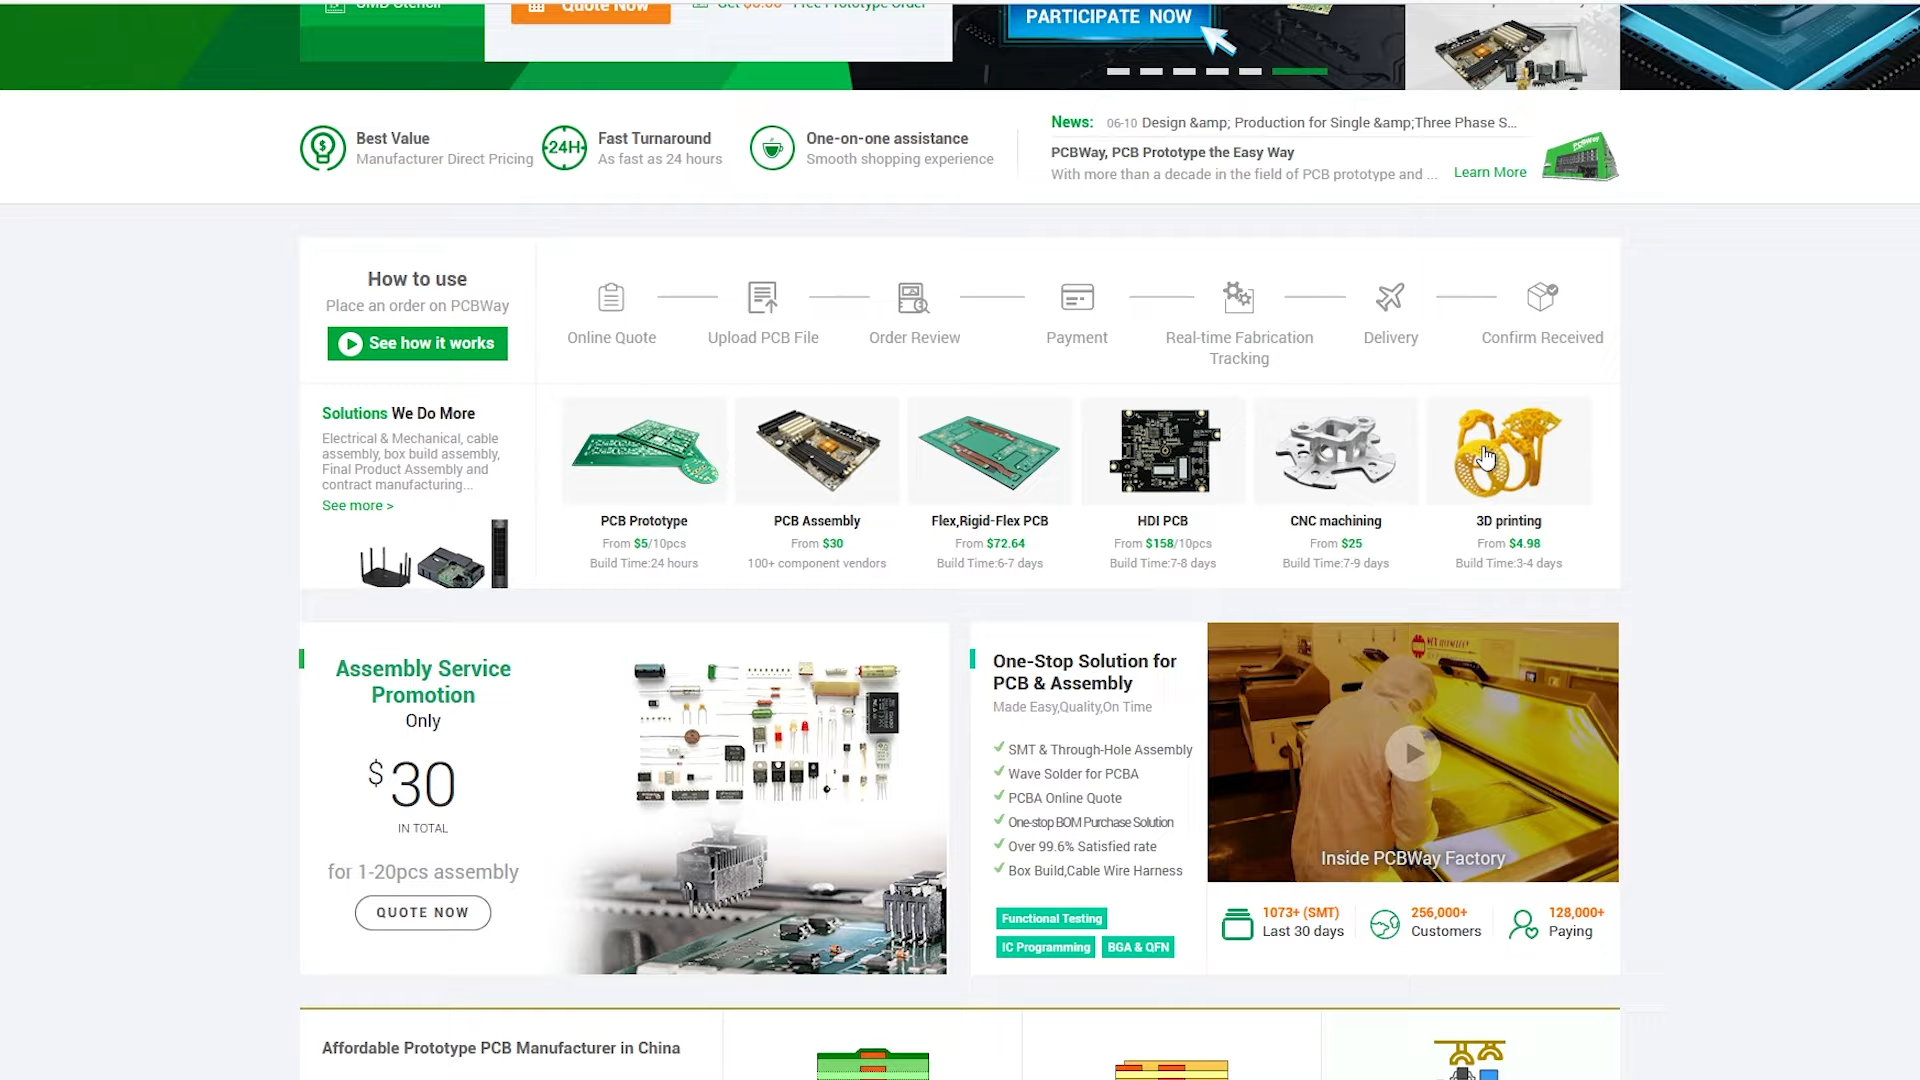 SMD Stencil
Quote Now
Get $5.00 Free Prototype Order
PARTICIPATE NOW
Best Value
Manufacturer Direct Pricing
24H
Fast Turnaround
As fast as 24 hours
One-on-one assistance
Smooth shopping experience
News: 06-10 Design &amp; Production for Single &amp;Three Phase S...
PCBWay, PCB Prototype the Easy Way
With more than a decade in the field of PCB prototype and ...
Learn More
PCBWay
How to use
Place an order on PCBWay
See how it works
Online Quote
Upload PCB File
Order Review
Payment
Real-time Fabrication
Tracking
Delivery
Confirm Received
Solutions We Do More
Electrical & Mechanical, cable
assembly, box build assembly,
Final Product Assembly and
contract manufacturing...
See more >
PCB Prototype
From $5/10pcs
Build Time:24 hours
PCB Assembly
From $30
100+ component vendors
Flex,Rigid-Flex PCB
From $72.64
Build Time:6-7 days
HDI PCB
From $158/10pcs
Build Time:7-8 days
CNC machining
From $25
Build Time:7-9 days
3D printing
From $4.98
Build Time:3-4 days
Assembly Service
Promotion
Only
$30
IN TOTAL
for 1-20pcs assembly
QUOTE NOW
One-Stop Solution for
PCB & Assembly
Made Easy,Quality,On Time
SMT & Through-Hole Assembly
Wave Solder for PCBA
PCBA Online Quote
One-stop BOM Purchase Solution
Over 99.6% Satisfied rate
Box Build,Cable Wire Harness
Functional Testing
IC Programming
BGA & QFN
Inside PCBWay Factory
1073+ (SMT)
Last 30 days
256,000+
Customers
128,000+
Paying
Affordable Prototype PCB Manufacturer in China